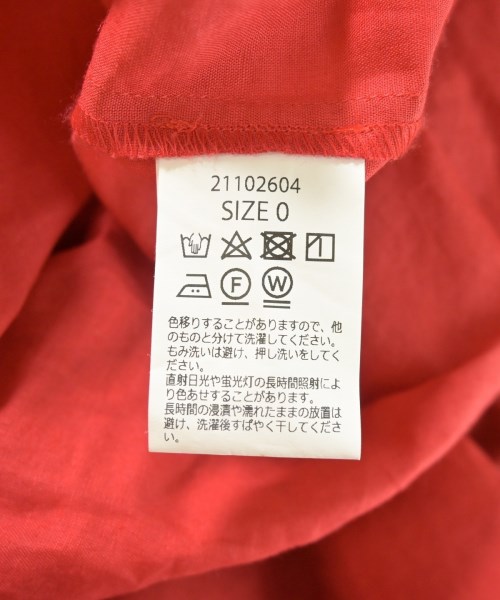 21102604
SIZE 0
F W
色移りすることがありますので、他
のものと分けて洗濯してください。
もみ洗いは避け、押し洗いをしてく
ださい。
直射日光や蛍光灯の長時間照射によ
り色あせすることがあります。
長時間の浸漬や濡れたままの放置は
避け、洗濯後すばやく干してくださ
い。